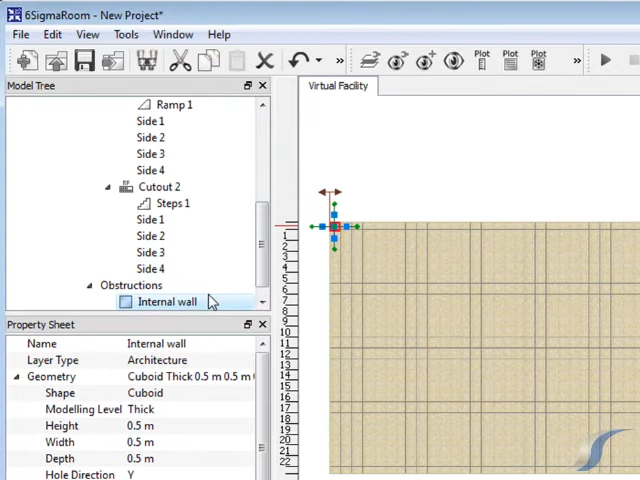 6SigmaRoom - New Project*
File Edit View Tools Window Help
» Plot Plot Plot »
Model Tree
Virtual Facility
Ramp 1
Side 1
Side 2
Side 3
Side 4
Cutout 2
Steps 1
Side 1
Side 2
Side 3
Side 4
Obstructions
Internal wall
Property Sheet
Name Internal wall
Layer Type Architecture
Geometry Cuboid Thick 0.5 m 0.5 m
Shape Cuboid
Modelling Level Thick
Height 0.5 m
Width 0.5 m
Depth 0.5 m
Hole Direction Y
1
2
3
4
5
6
7
8
9
10
11
12
13
14
15
16
17
18
19
20
21
22